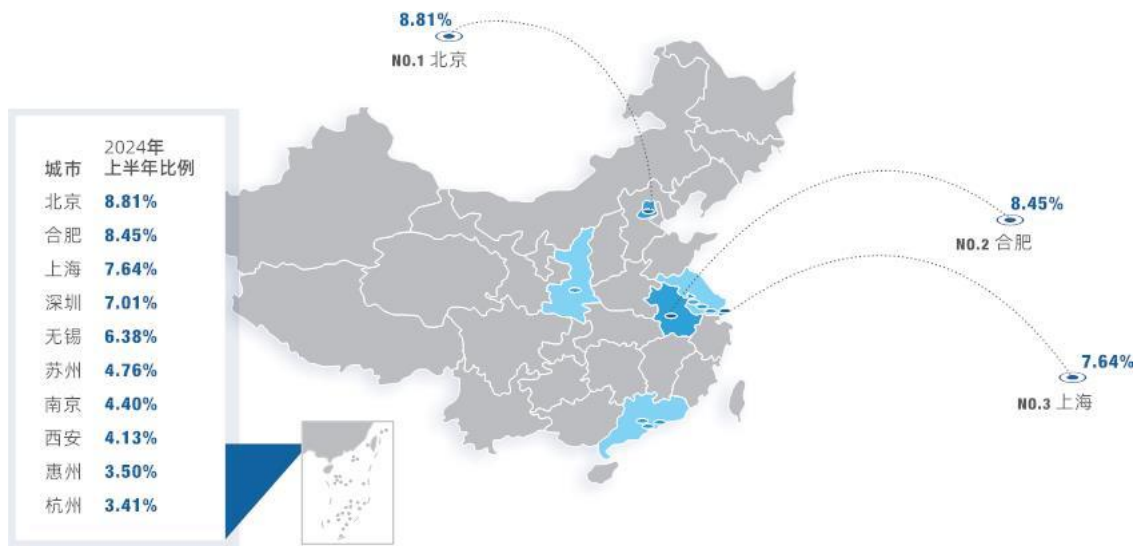 8.81%
NO.1 北京
8.45%
NO.2 合肥
7.64%
NO.3 上海
城市 2024年上半年比例
北京 8.81%
合肥 8.45%
上海 7.64%
深圳 7.01%
无锡 6.38%
苏州 4.76%
南京 4.40%
西安 4.13%
惠州 3.50%
杭州 3.41%